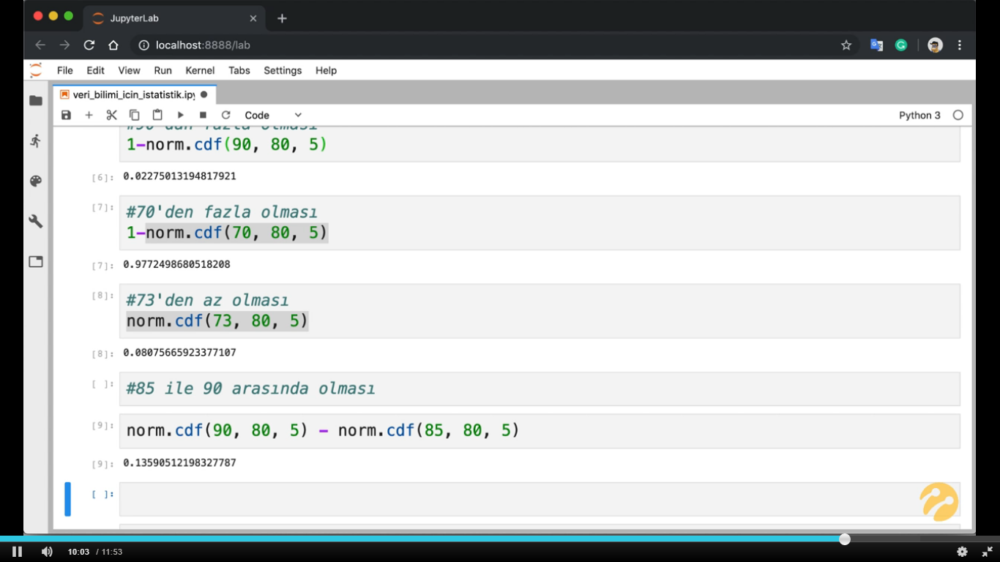 JupyterLab
localhost:8888/lab
File Edit View Run Kernel Tabs Settings Help
veri_bilimi_icin_istatistik.ipy
Code
Python 3
#90'dan fazla olması
1-norm.cdf(90, 80, 5)
[6]: 0.02275013194817921
[7]: #70'den fazla olması
1-norm.cdf(70, 80, 5)
[7]: 0.9772498680518208
[8]: #73'den az olması
norm.cdf(73, 80, 5)
[8]: 0.08075665923377107
[ ]: #85 ile 90 arasında olması
[9]: norm.cdf(90, 80, 5) - norm.cdf(85, 80, 5)
[9]: 0.13590512198327787
[ ]:
10:03 / 11:53